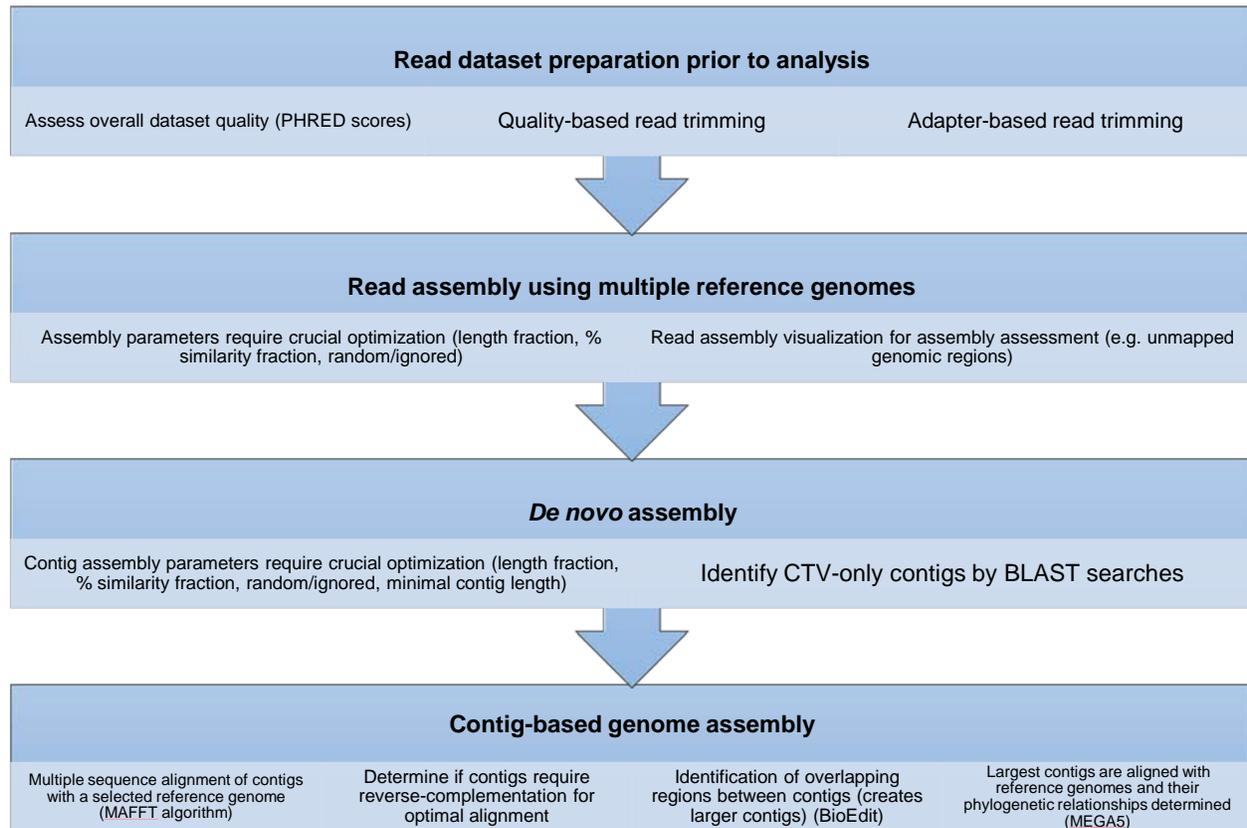 Read dataset preparation prior to analysis
Assess overall dataset quality (PHRED scores)
Quality-based read trimming
Adapter-based read trimming
Read assembly using multiple reference genomes
Assembly parameters require crucial optimization (length fraction, %
similarity fraction, random/ignored)
Read assembly visualization for assembly assessment (e.g. unmapped
genomic regions)
De novo assembly
Contig assembly parameters require crucial optimization (length fraction,
% similarity fraction, random/ignored, minimal contig length)
Identify CTV-only contigs by BLAST searches
Contig-based genome assembly
Multiple sequence alignment of contigs
with a selected reference genome
(MAFFT algorithm)
Determine if contigs require
reverse-complementation for
optimal alignment
Identification of overlapping
regions between contigs (creates
larger contigs) (BioEdit)
Largest contigs are aligned with
reference genomes and their
phylogenetic relationships determined
(MEGA5)